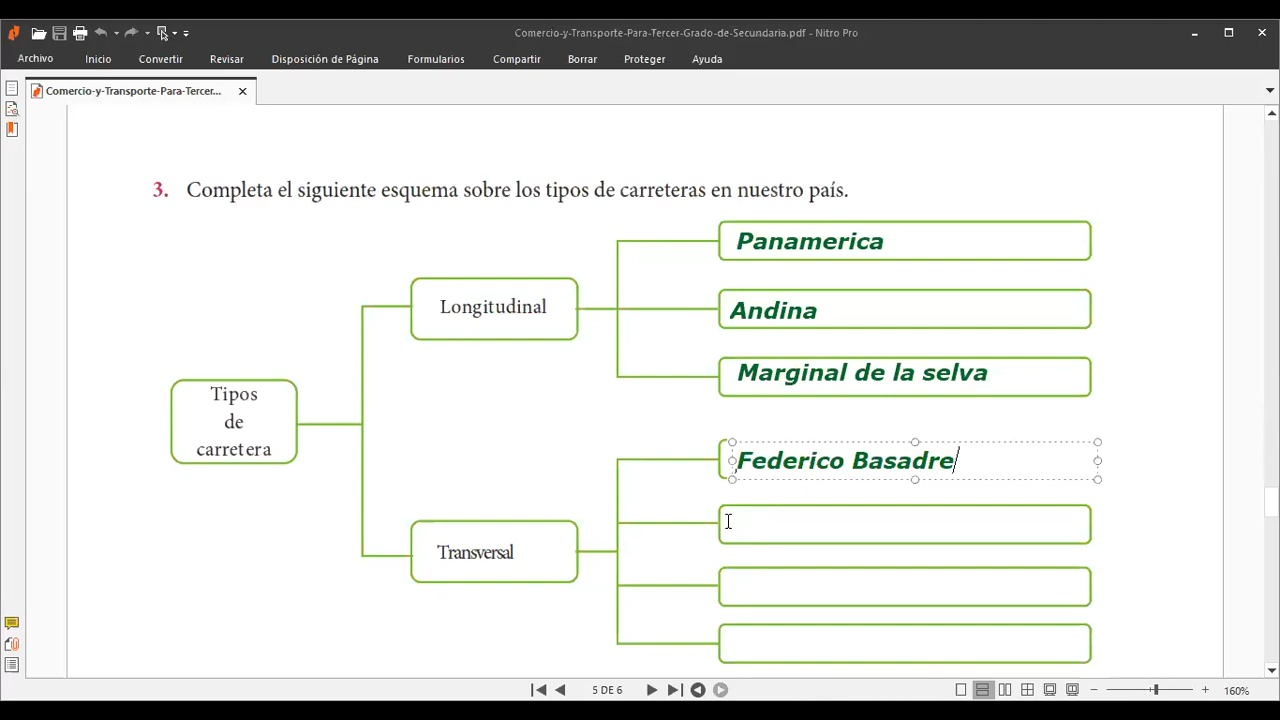 Comercio-y-Transporte-Para-Tercer-Grado-de-Secundaria.pdf - Nitro Pro
Archivo Inicio Convertir Revisar Disposición de Página Formularios Compartir Borrar Proteger Ayuda
Comercio-y-Transporte-Para-Tercer...
3. Completa el siguiente esquema sobre los tipos de carreteras en nuestro país.
Panamerica
Longitudinal
Andina
Marginal de la selva
Tipos
de
carretera
Federico Basadre
Transversal
5 DE 6
160%